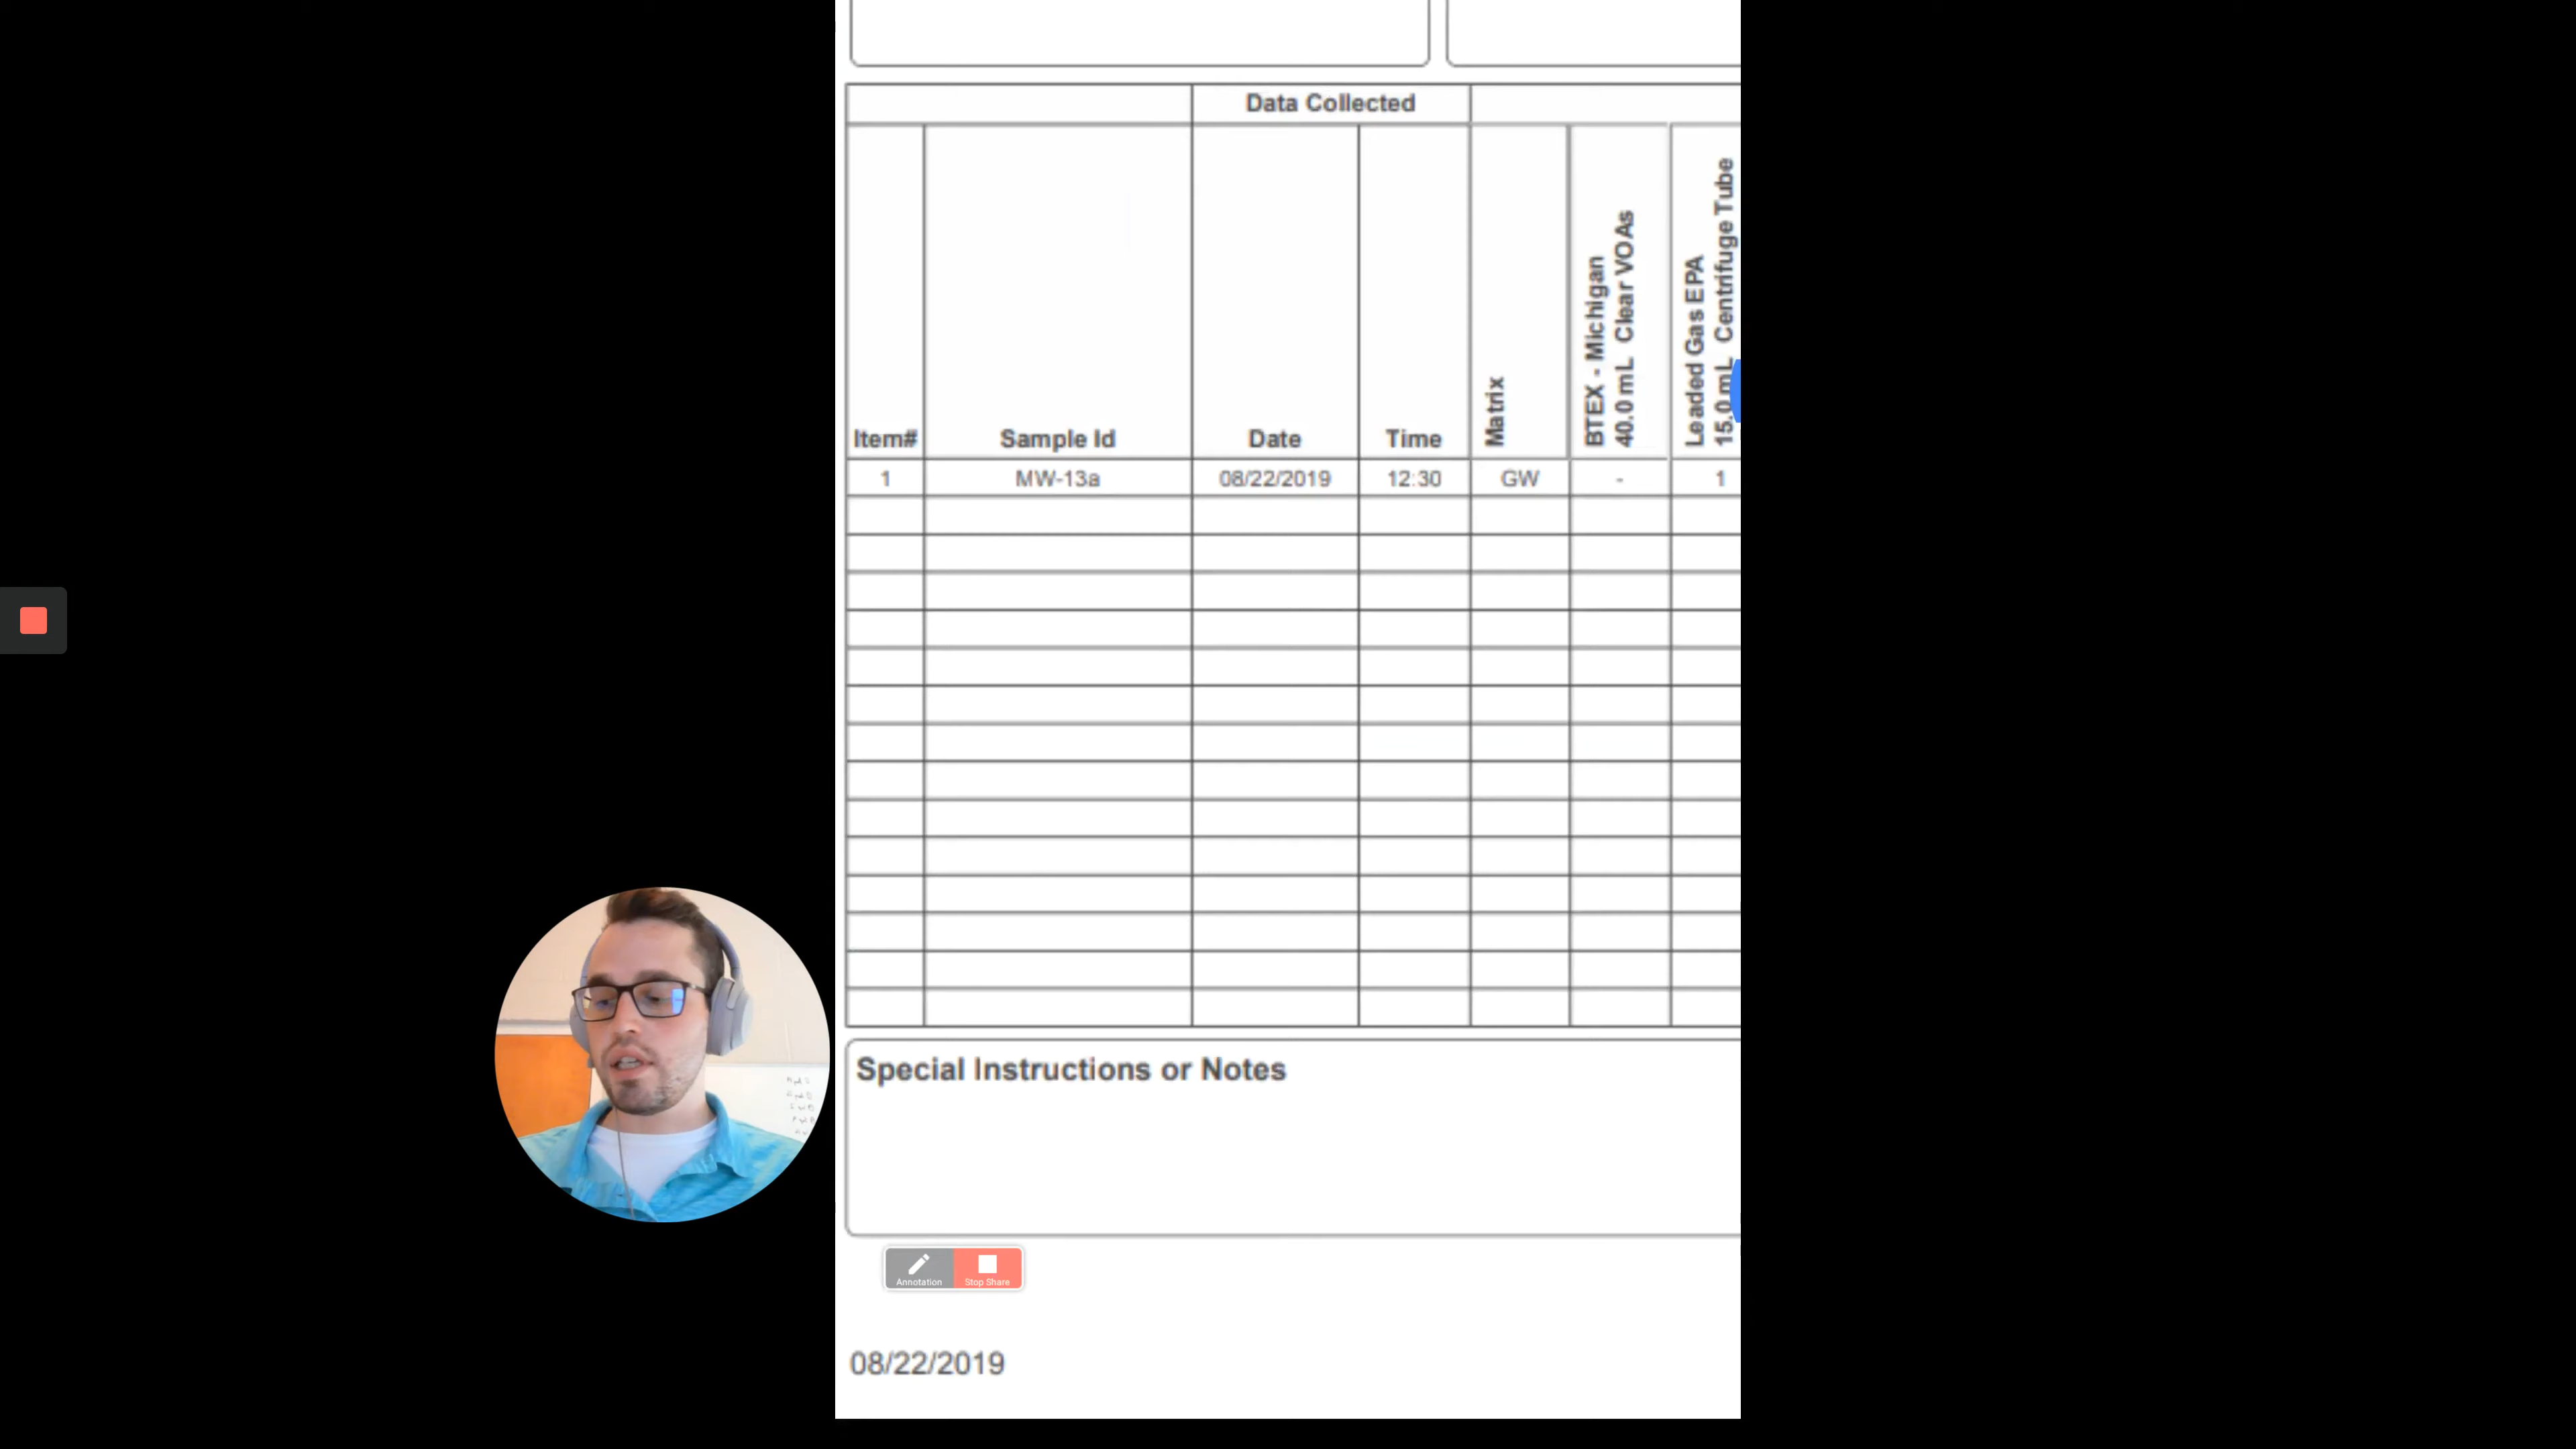 Data Collected
Item#
Sample Id
Date
Time
Matrix
BTEX - Michigan
40.0 mL Clear VOAs
Leaded Gas EPA
15.0 mL Centrifuge Tube
1 MW-13a 08/22/2019 12:30 GW - 1
Special Instructions or Notes
Annotation
Stop Share
08/22/2019